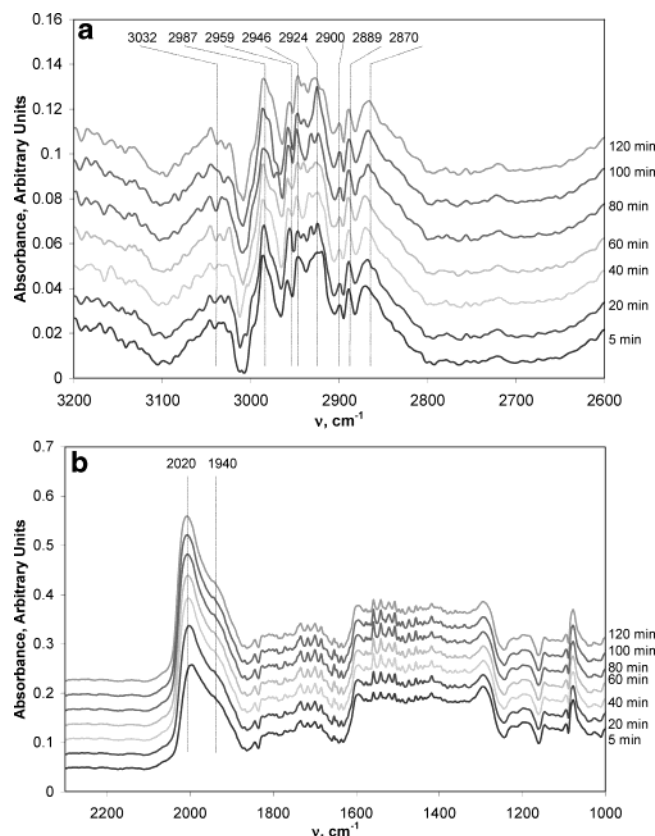 a
3032 2987 2959 2946 2924 2900 2889 2870
Absorbance, Arbitrary Units
0.16
0.14
0.12
0.1
0.08
0.06
0.04
0.02
0
120 min
100 min
80 min
60 min
40 min
20 min
5 min
3200 3100 3000 2900 2800 2700 2600
ν, cm-1
b
2020 1940
Absorbance, Arbitrary Units
0.7
0.6
0.5
0.4
0.3
0.2
0.1
0
120 min
100 min
80 min
60 min
40 min
20 min
5 min
2200 2000 1800 1600 1400 1200 1000
ν, cm-1